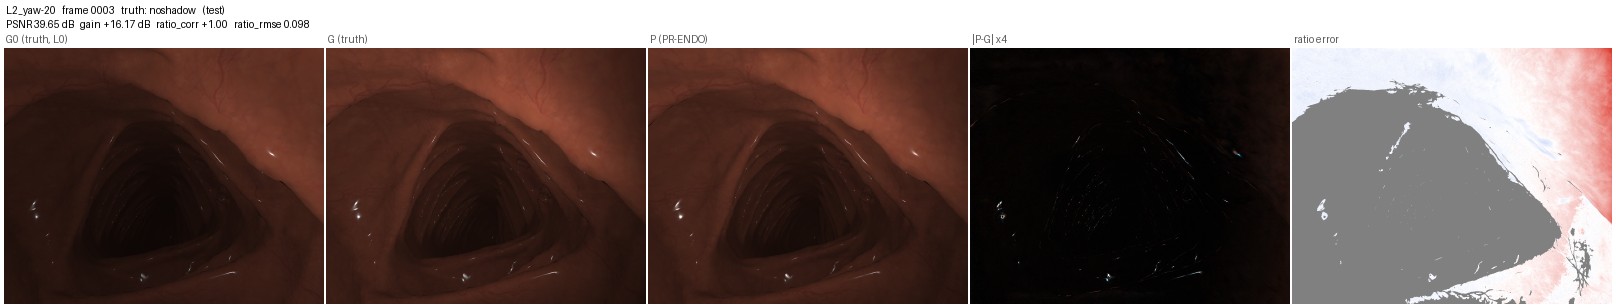 L2_yaw-20 frame 0003 truth: noshadow (test)
PSNR 39.65 dB gain +16.17 dB ratio_corr +1.00 ratio_rmse 0.098
G0 (truth, L0) G (truth) P (PR-ENDO) |P-G| x4 ratio error